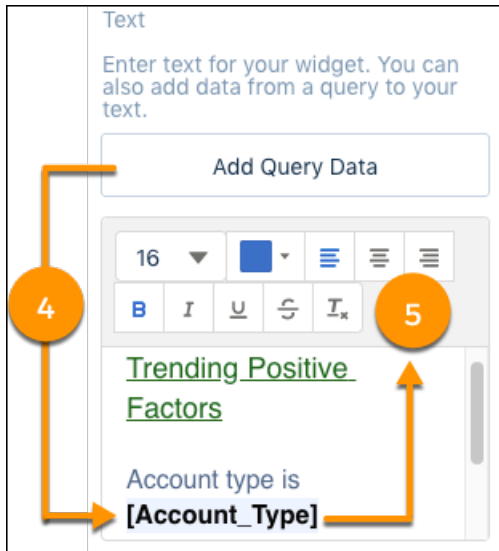 Text
Enter text for your widget. You can
also add data from a query to your
text.
Add Query Data
16
B I U S Tx
4
5
Trending Positive
Factors
Account type is
[Account_Type]